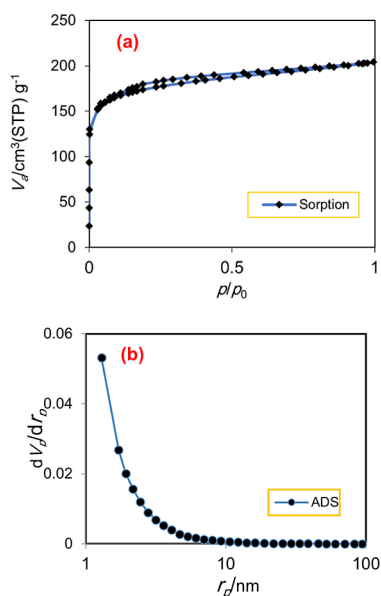 (a)
250
200
150
100
50
0
Vₐ/cm³(STP) g⁻¹
Sorption
0
0.5
1
p/p₀
(b)
0.06
0.04
0.02
0
dVₚ/drₚ
ADS
1
10
100
rₚ/nm